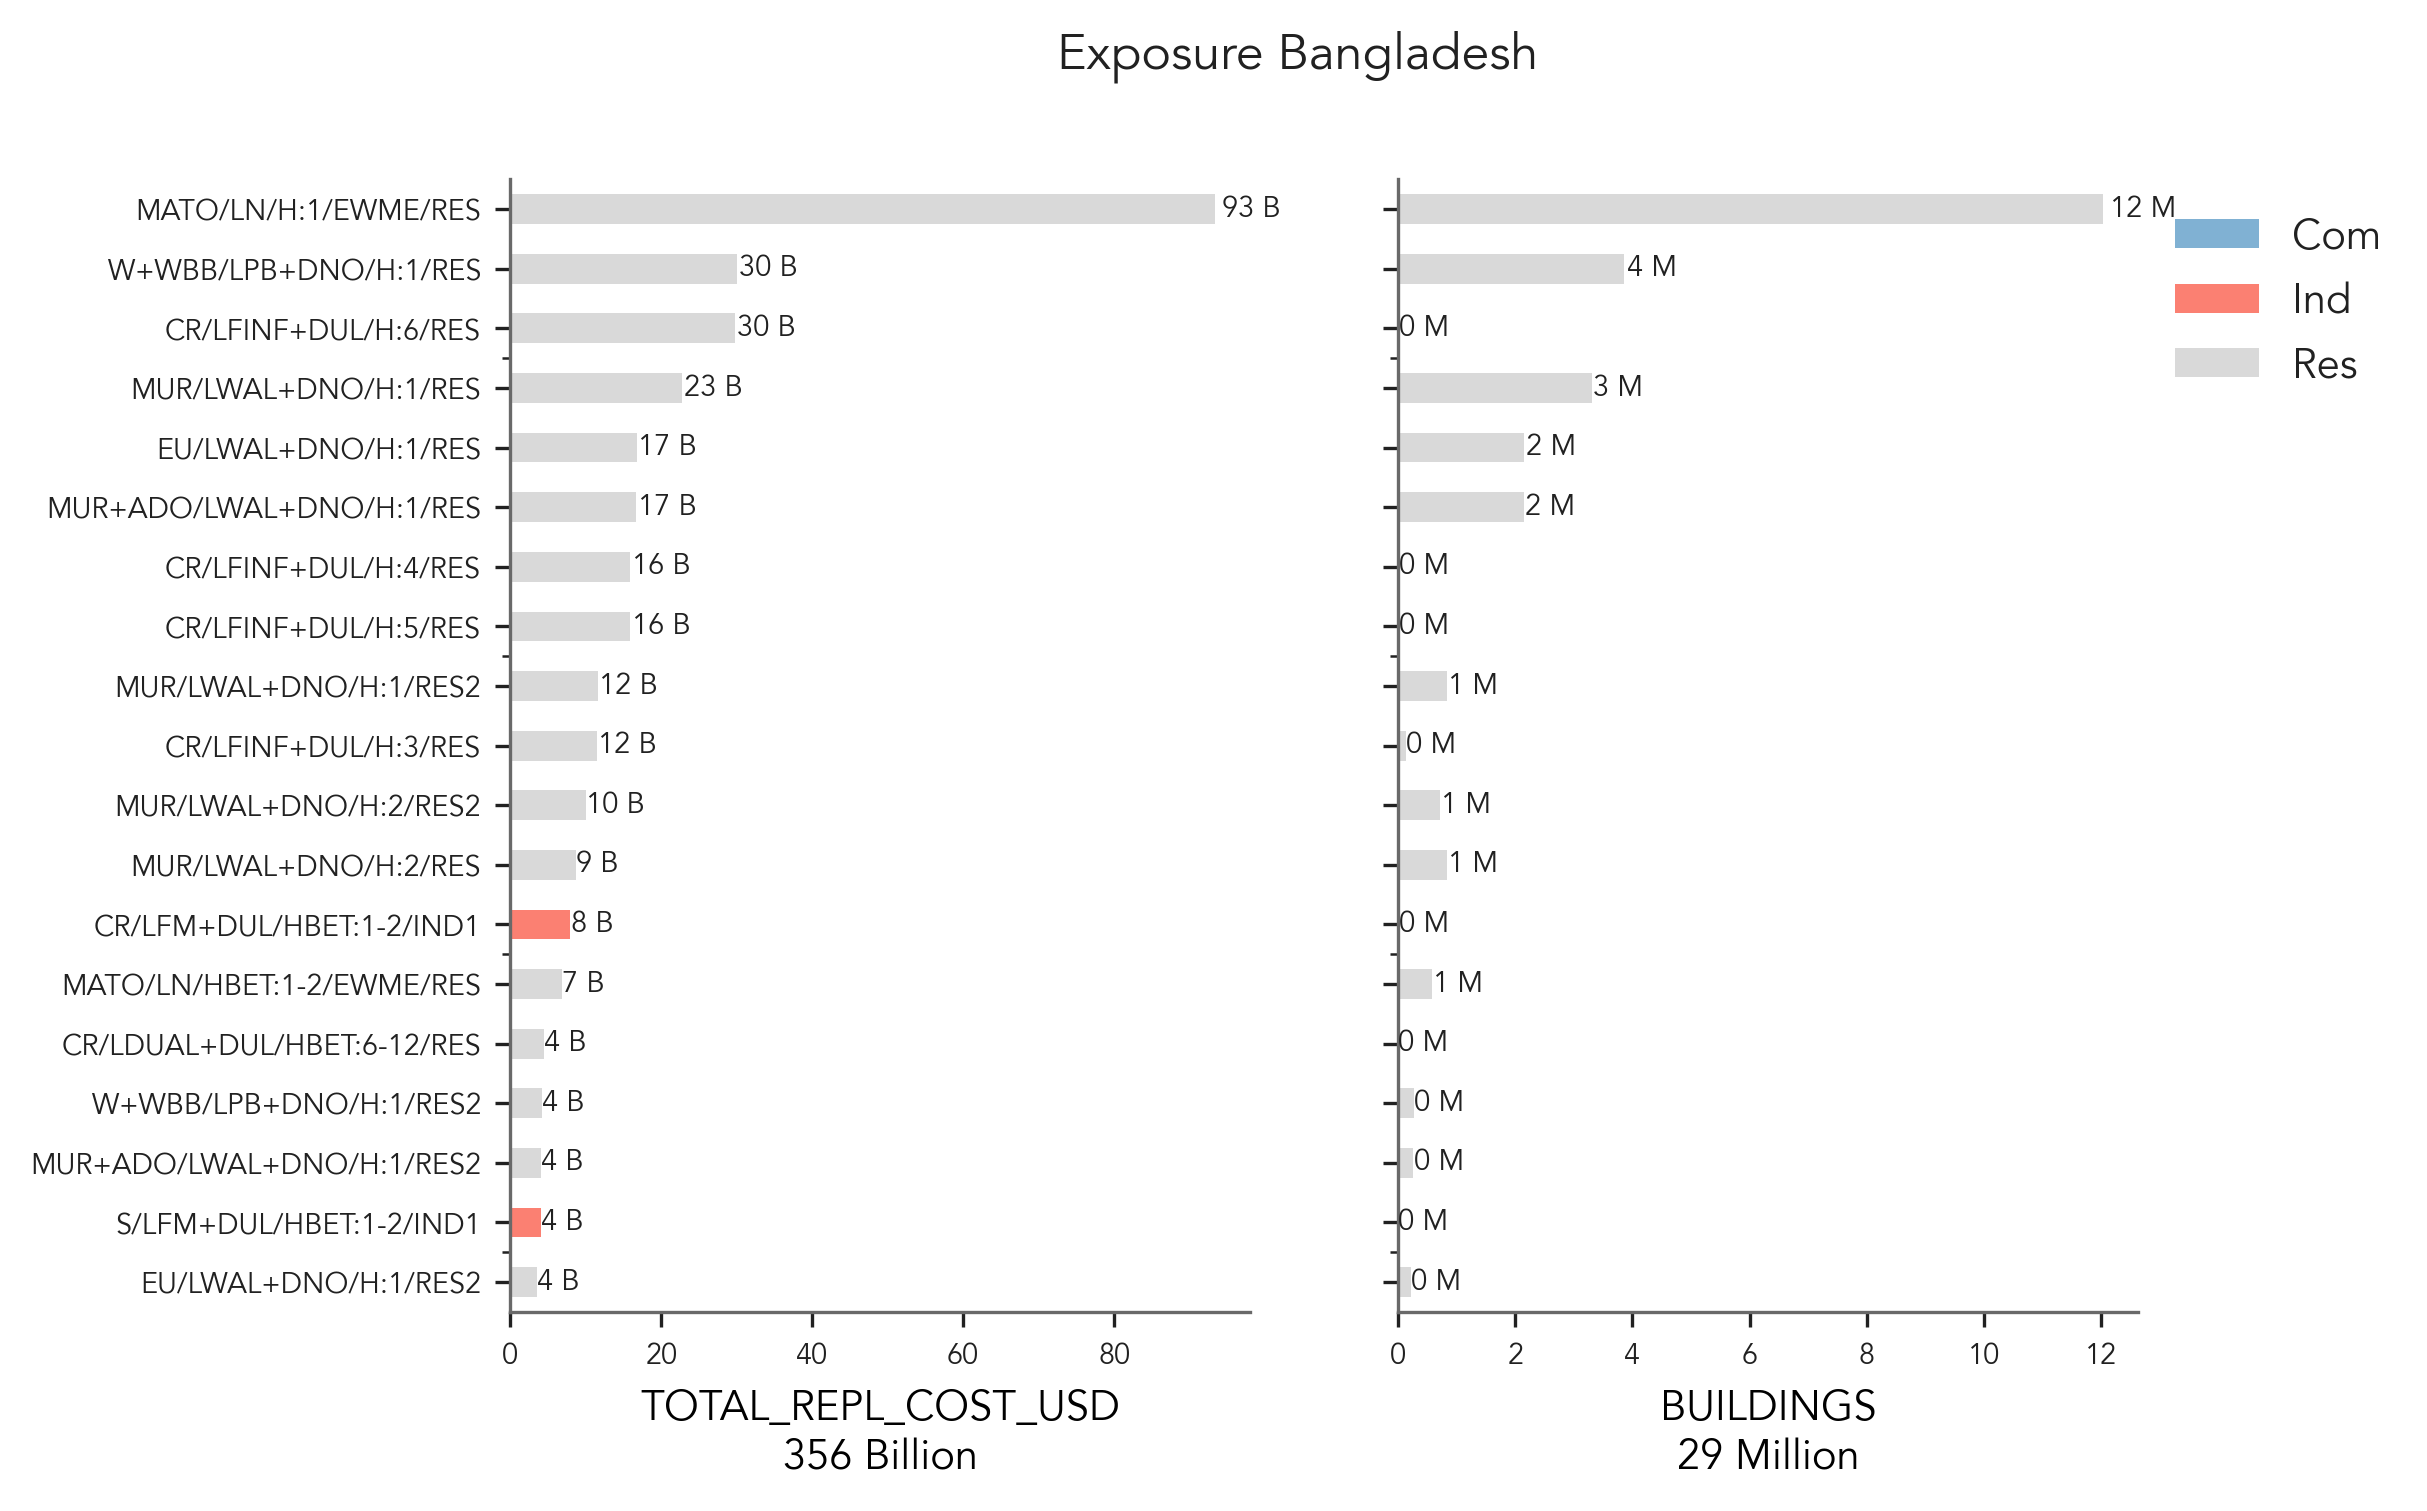 Exposure Bangladesh
MATO/LN/H:1/EWME/RES 93 B 12 M
W+WBB/LPB+DNO/H:1/RES 30 B 4 M
CR/LFINF+DUL/H:6/RES 30 B 0 M
MUR/LWAL+DNO/H:1/RES 23 B 3 M
EU/LWAL+DNO/H:1/RES 17 B 2 M
MUR+ADO/LWAL+DNO/H:1/RES 17 B 2 M
CR/LFINF+DUL/H:4/RES 16 B 0 M
CR/LFINF+DUL/H:5/RES 16 B 0 M
MUR/LWAL+DNO/H:1/RES2 12 B 1 M
CR/LFINF+DUL/H:3/RES 12 B 0 M
MUR/LWAL+DNO/H:2/RES2 10 B 1 M
MUR/LWAL+DNO/H:2/RES 9 B 1 M
CR/LFM+DUL/HBET:1-2/IND1 8 B 0 M
MATO/LN/HBET:1-2/EWME/RES 7 B 1 M
CR/LDUAL+DUL/HBET:6-12/RES 4 B 0 M
W+WBB/LPB+DNO/H:1/RES2 4 B 0 M
MUR+ADO/LWAL+DNO/H:1/RES2 4 B 0 M
S/LFM+DUL/HBET:1-2/IND1 4 B 0 M
EU/LWAL+DNO/H:1/RES2 4 B 0 M
0 20 40 60 80
TOTAL_REPL_COST_USD
356 Billion
0 2 4 6 8 10 12
BUILDINGS
29 Million
Com
Ind
Res